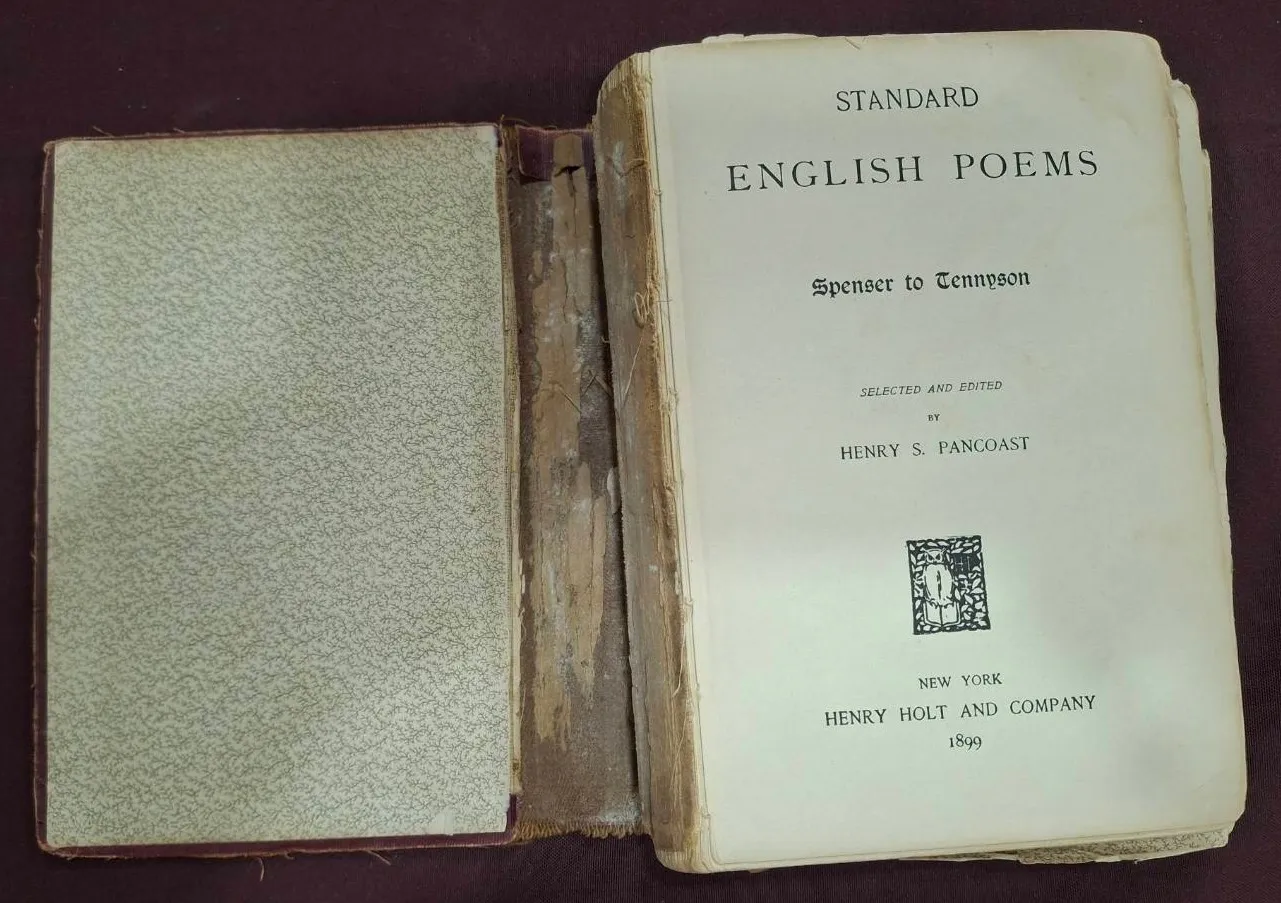 STANDARD
ENGLISH POEMS
Spenser to Tennyson
SELECTED AND EDITED
BY
HENRY S. PANCOAST
NEW YORK
HENRY HOLT AND COMPANY
1899